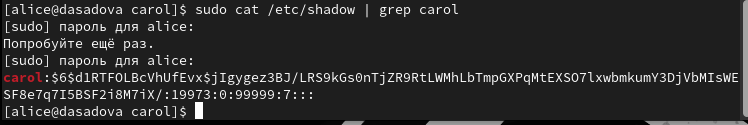 [alice@dasadova carol]$ sudo cat /etc/shadow | grep carol
[sudo] пароль для alice:
Попробуйте ещё раз.
[sudo] пароль для alice:
carol:$6$d1RTFOLBcVhUfEvx$jIgygez3BJ/LRS9kGs0nTjZR9RtLWMhLbTmpGXPqMtEXSO7lxwbmkumY3DjVbMIsWE
SF8e7q7I5BSF2i8M7iX/:19973:0:99999:7:::
[alice@dasadova carol]$